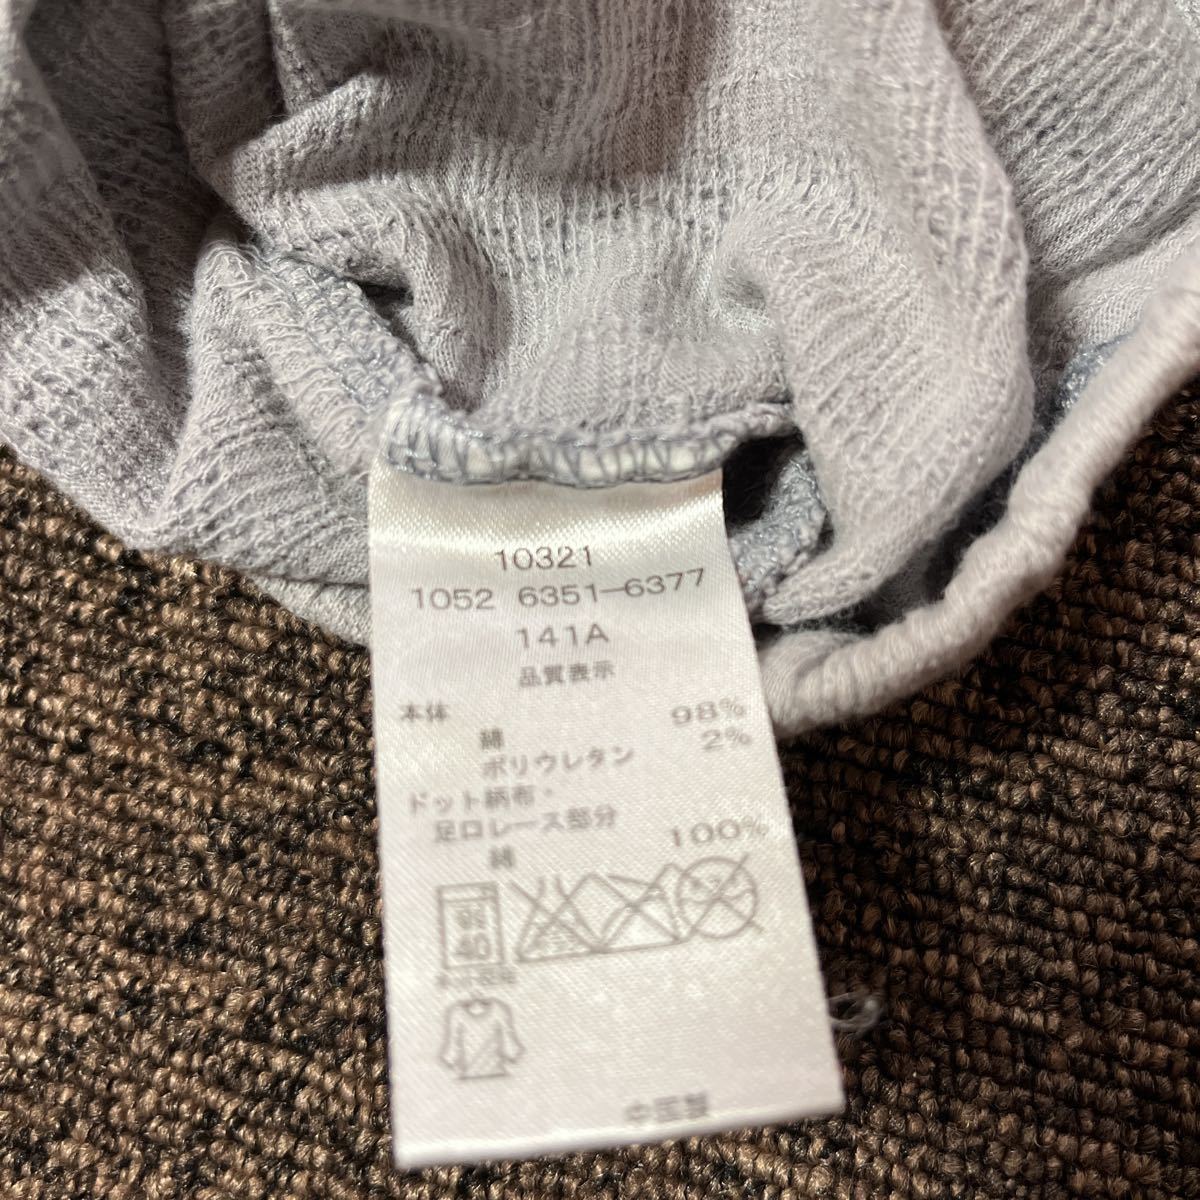 10321
1052 6351-6377
141A
品質表示
本体
綿 98%
ポリウレタン 2%
ドット柄布・
足口レース部分
綿 100%
40
中国製